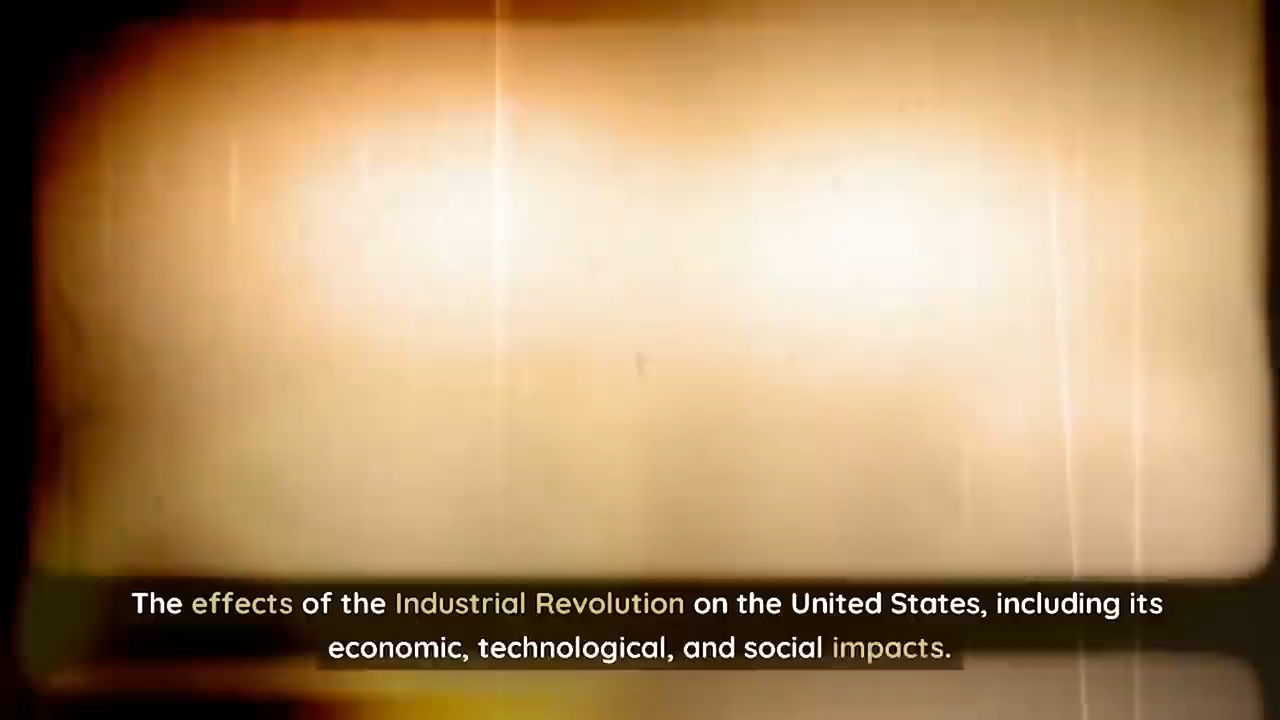 The effects of the Industrial Revolution on the United States, including its
economic, technological, and social impacts.